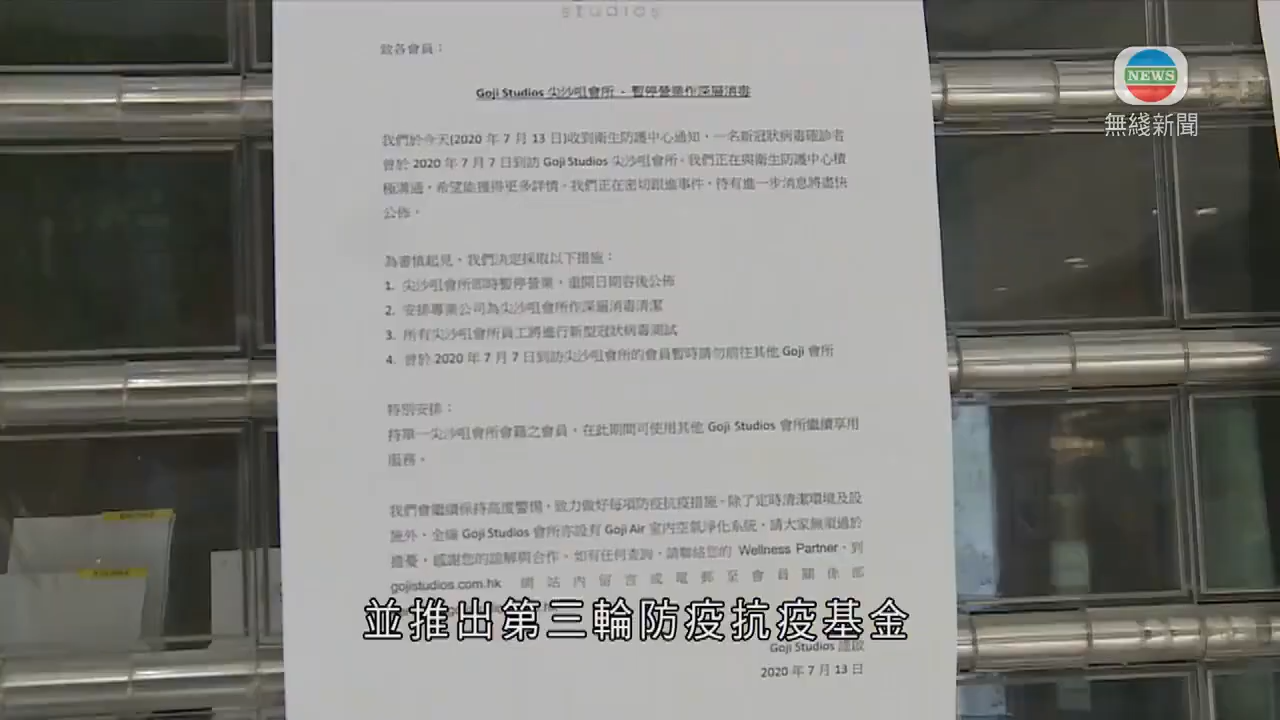 studios
致各會員：
NEWS
無綫新聞
Goji Studios 尖沙咀會所 - 暫停營業作深層消毒
我們於今天(2020 年 7 月 13 日)收到衞生防護中心通知，一名新冠狀病毒確診者
曾於 2020 年 7 月 7 日到訪 Goji Studios 尖沙咀會所。我們正在與衞生防護中心積
極溝通，希望能獲得更多詳情。我們正在密切跟進事件，待有進一步消息將盡快
公佈。
為審慎起見，我們決定採取以下措施：
1. 尖沙咀會所即時暫停營業，重開日期容後公佈
2. 安排專業公司為尖沙咀會所作深層消毒清潔
3. 所有尖沙咀會所員工將進行新型冠狀病毒測試
4. 曾於 2020 年 7 月 7 日到訪尖沙咀會所的會員暫時請勿前往其他 Goji 會所
特別安排：
持單一尖沙咀會所會籍之會員，在此期間可使用其他 Goji Studios 會所繼續享用
服務。
我們會繼續保持高度警惕，致力做好每項防疫抗疫措施。除了定時清潔環境及設
施外，全線 Goji Studios 會所亦設有 Goji Air 室內空氣淨化系統，請大家無須過於
擔憂。感謝您的諒解與合作。如有任何查詢，請聯絡您的 Wellness Partner、到
gojistudios.com.hk 網站內留言或電郵至會員關係部
並推出第三輪防疫抗疫基金
Goji Studios 謹啟
2020 年 7 月 13 日